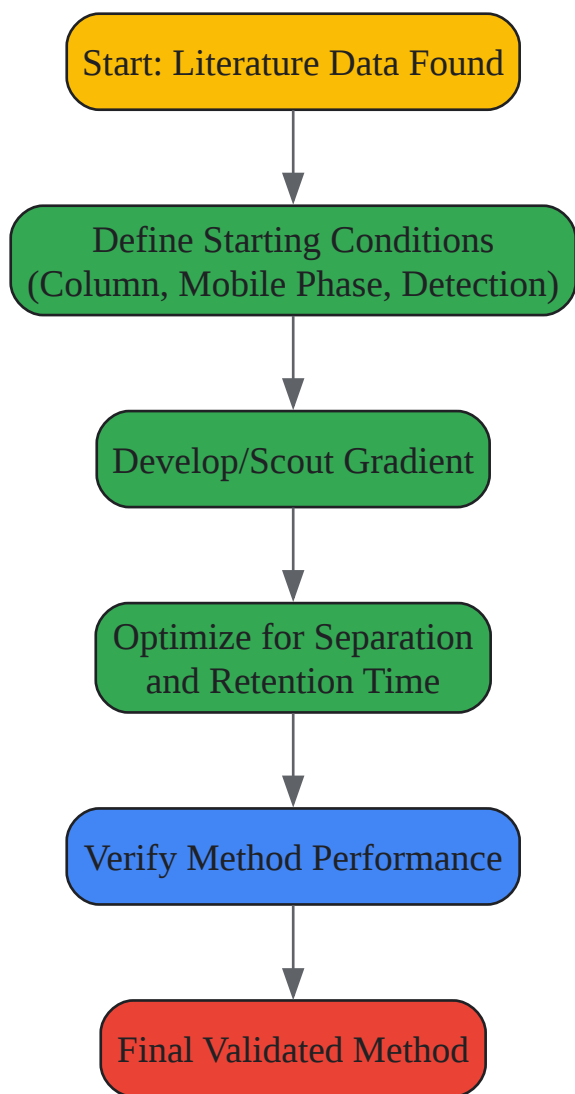 Start: Literature Data Found
Define Starting Conditions
(Column, Mobile Phase, Detection)
Develop/Scout Gradient
Optimize for Separation
and Retention Time
Verify Method Performance
Final Validated Method